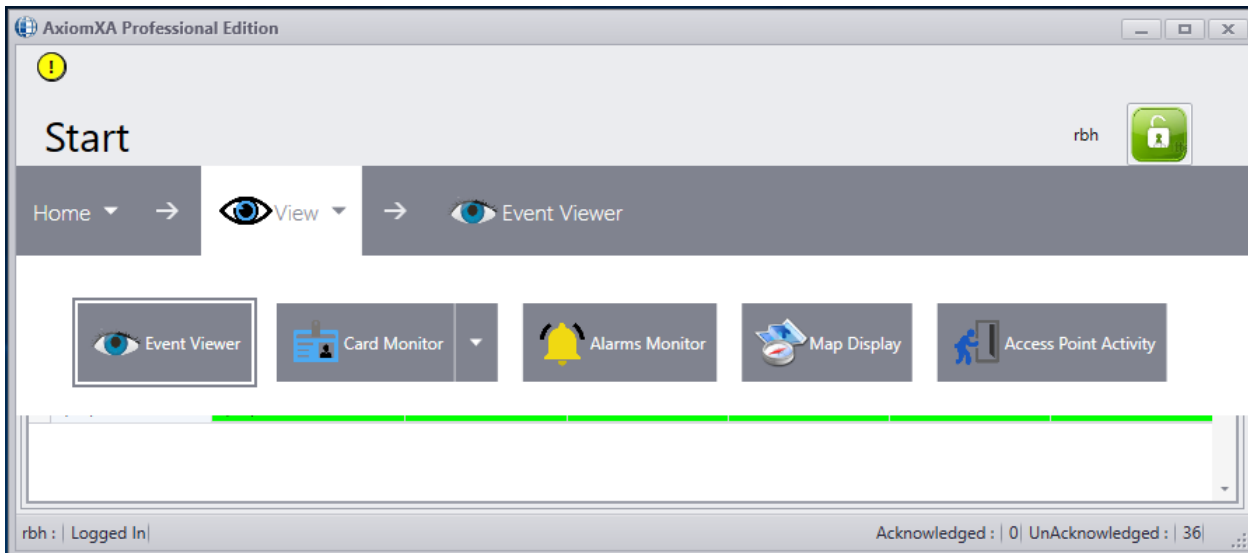 AxiomXA Professional Edition
!
Start
rbh
Home
View
Event Viewer
Event Viewer
Card Monitor
Alarms Monitor
Map Display
Access Point Activity
rbh : Logged In
Acknowledged : 0 UnAcknowledged : 36